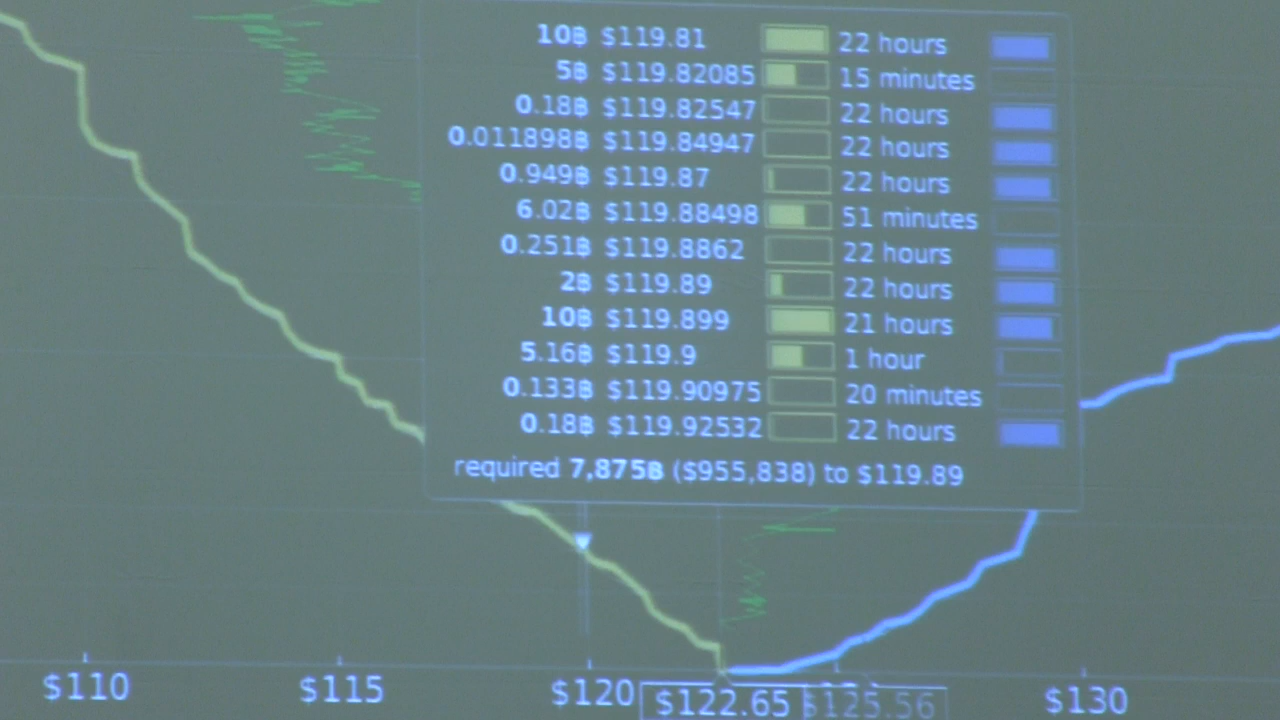 10฿ $119.81 22 hours
5฿ $119.82085 15 minutes
0.18฿ $119.82547 22 hours
0.011898฿ $119.84947 22 hours
0.949฿ $119.87 22 hours
6.02฿ $119.88498 51 minutes
0.251฿ $119.8862 22 hours
2฿ $119.89 22 hours
10฿ $119.899 21 hours
5.16฿ $119.9 1 hour
0.133฿ $119.90975 20 minutes
0.18฿ $119.92532 22 hours
required 7,875฿ ($955,838) to $119.89
$110 $115 $120 $122.65 $125.56 $130